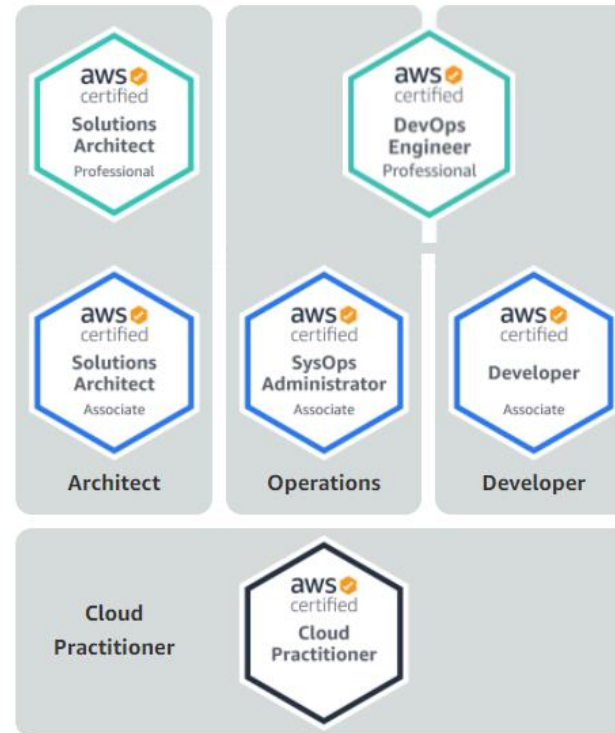 aws
certified
Solutions
Architect
Professional
aws
certified
DevOps
Engineer
Professional
aws
certified
Solutions
Architect
Associate
aws
certified
SysOps
Administrator
Associate
aws
certified
Developer
Associate
Architect
Operations
Developer
Cloud
Practitioner
aws
certified
Cloud
Practitioner